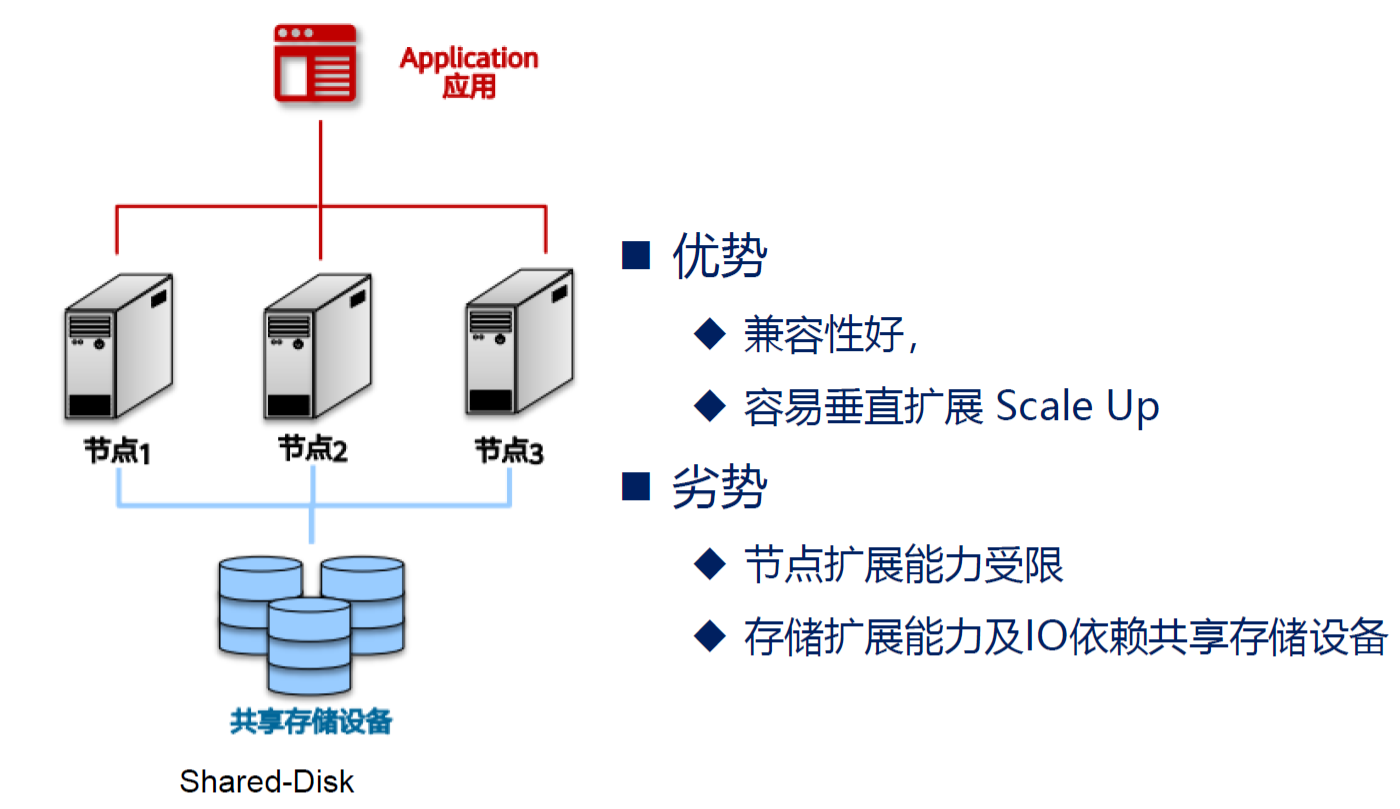 Application
应用
节点1
节点2
节点3
共享存储设备
Shared-Disk
优势
兼容性好，
容易垂直扩展 Scale Up
劣势
节点扩展能力受限
存储扩展能力及IO依赖共享存储设备